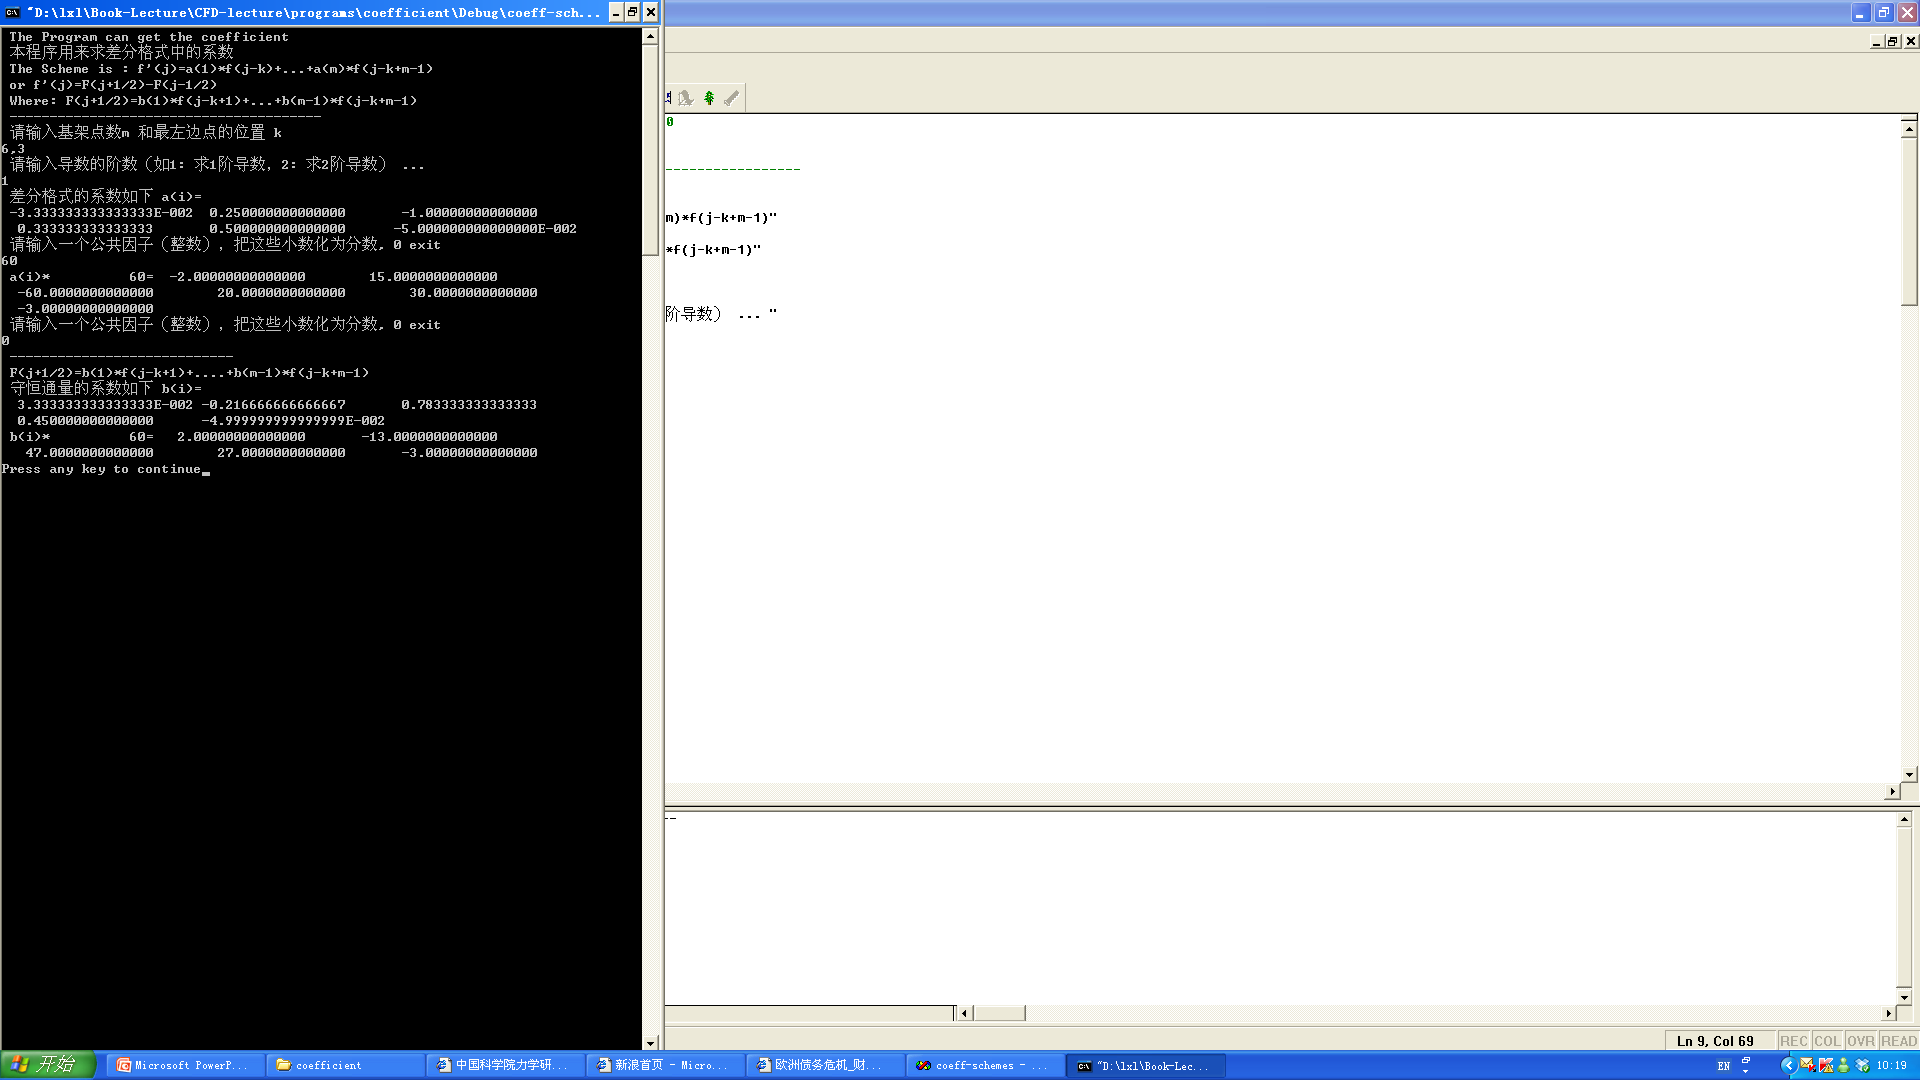 "D:\lxl\Book-Lecture\CFD-lecture\programs\coefficient\Debug\coeff-sch...
The Program can get the coefficient
本程序用来求差分格式中的系数
The Scheme is : f'(j)=a(1)*f(j-k)+...+a(m)*f(j-k+m-1)
or f'(j)=F(j+1/2)-F(j-1/2)
Where: F(j+1/2)=b(1)*f(j-k+1)+...+b(m-1)*f(j-k+m-1)
---------------------------------------
请输入基架点数m 和最左边点的位置 k
6,3
请输入导数的阶数（如1: 求1阶导数, 2: 求2阶导数） ...
1
差分格式的系数如下 a(i)=
-3.333333333333333E-002 0.250000000000000 -1.00000000000000
0.333333333333333 0.500000000000000 -5.000000000000000E-002
请输入一个公共因子（整数）, 把这些小数化为分数, 0 exit
60
a(i)* 60= -2.00000000000000 15.0000000000000
-60.0000000000000 20.0000000000000 30.0000000000000
-3.00000000000000
请输入一个公共因子（整数）, 把这些小数化为分数, 0 exit
0
----------------------------
F(j+1/2)=b(1)*f(j-k+1)+....+b(m-1)*f(j-k+m-1)
守恒通量的系数如下 b(i)=
3.333333333333333E-002 -0.216666666666667 0.783333333333333
0.450000000000000 -4.999999999999999E-002
b(i)* 60= 2.00000000000000 -13.0000000000000
47.0000000000000 27.0000000000000 -3.00000000000000
Press any key to continue_
0
-----------------
m)*f(j-k+m-1)"
*f(j-k+m-1)"
阶导数） ... "
--
Ln 9, Col 69 REC COL OVR READ
开始 Microsoft PowerP... coefficient 中国科学院力学研... 新浪首页 - Micro... 欧洲债务危机_财... coeff-schemes - ... "D:\lxl\Book-Lec... EN 10:19